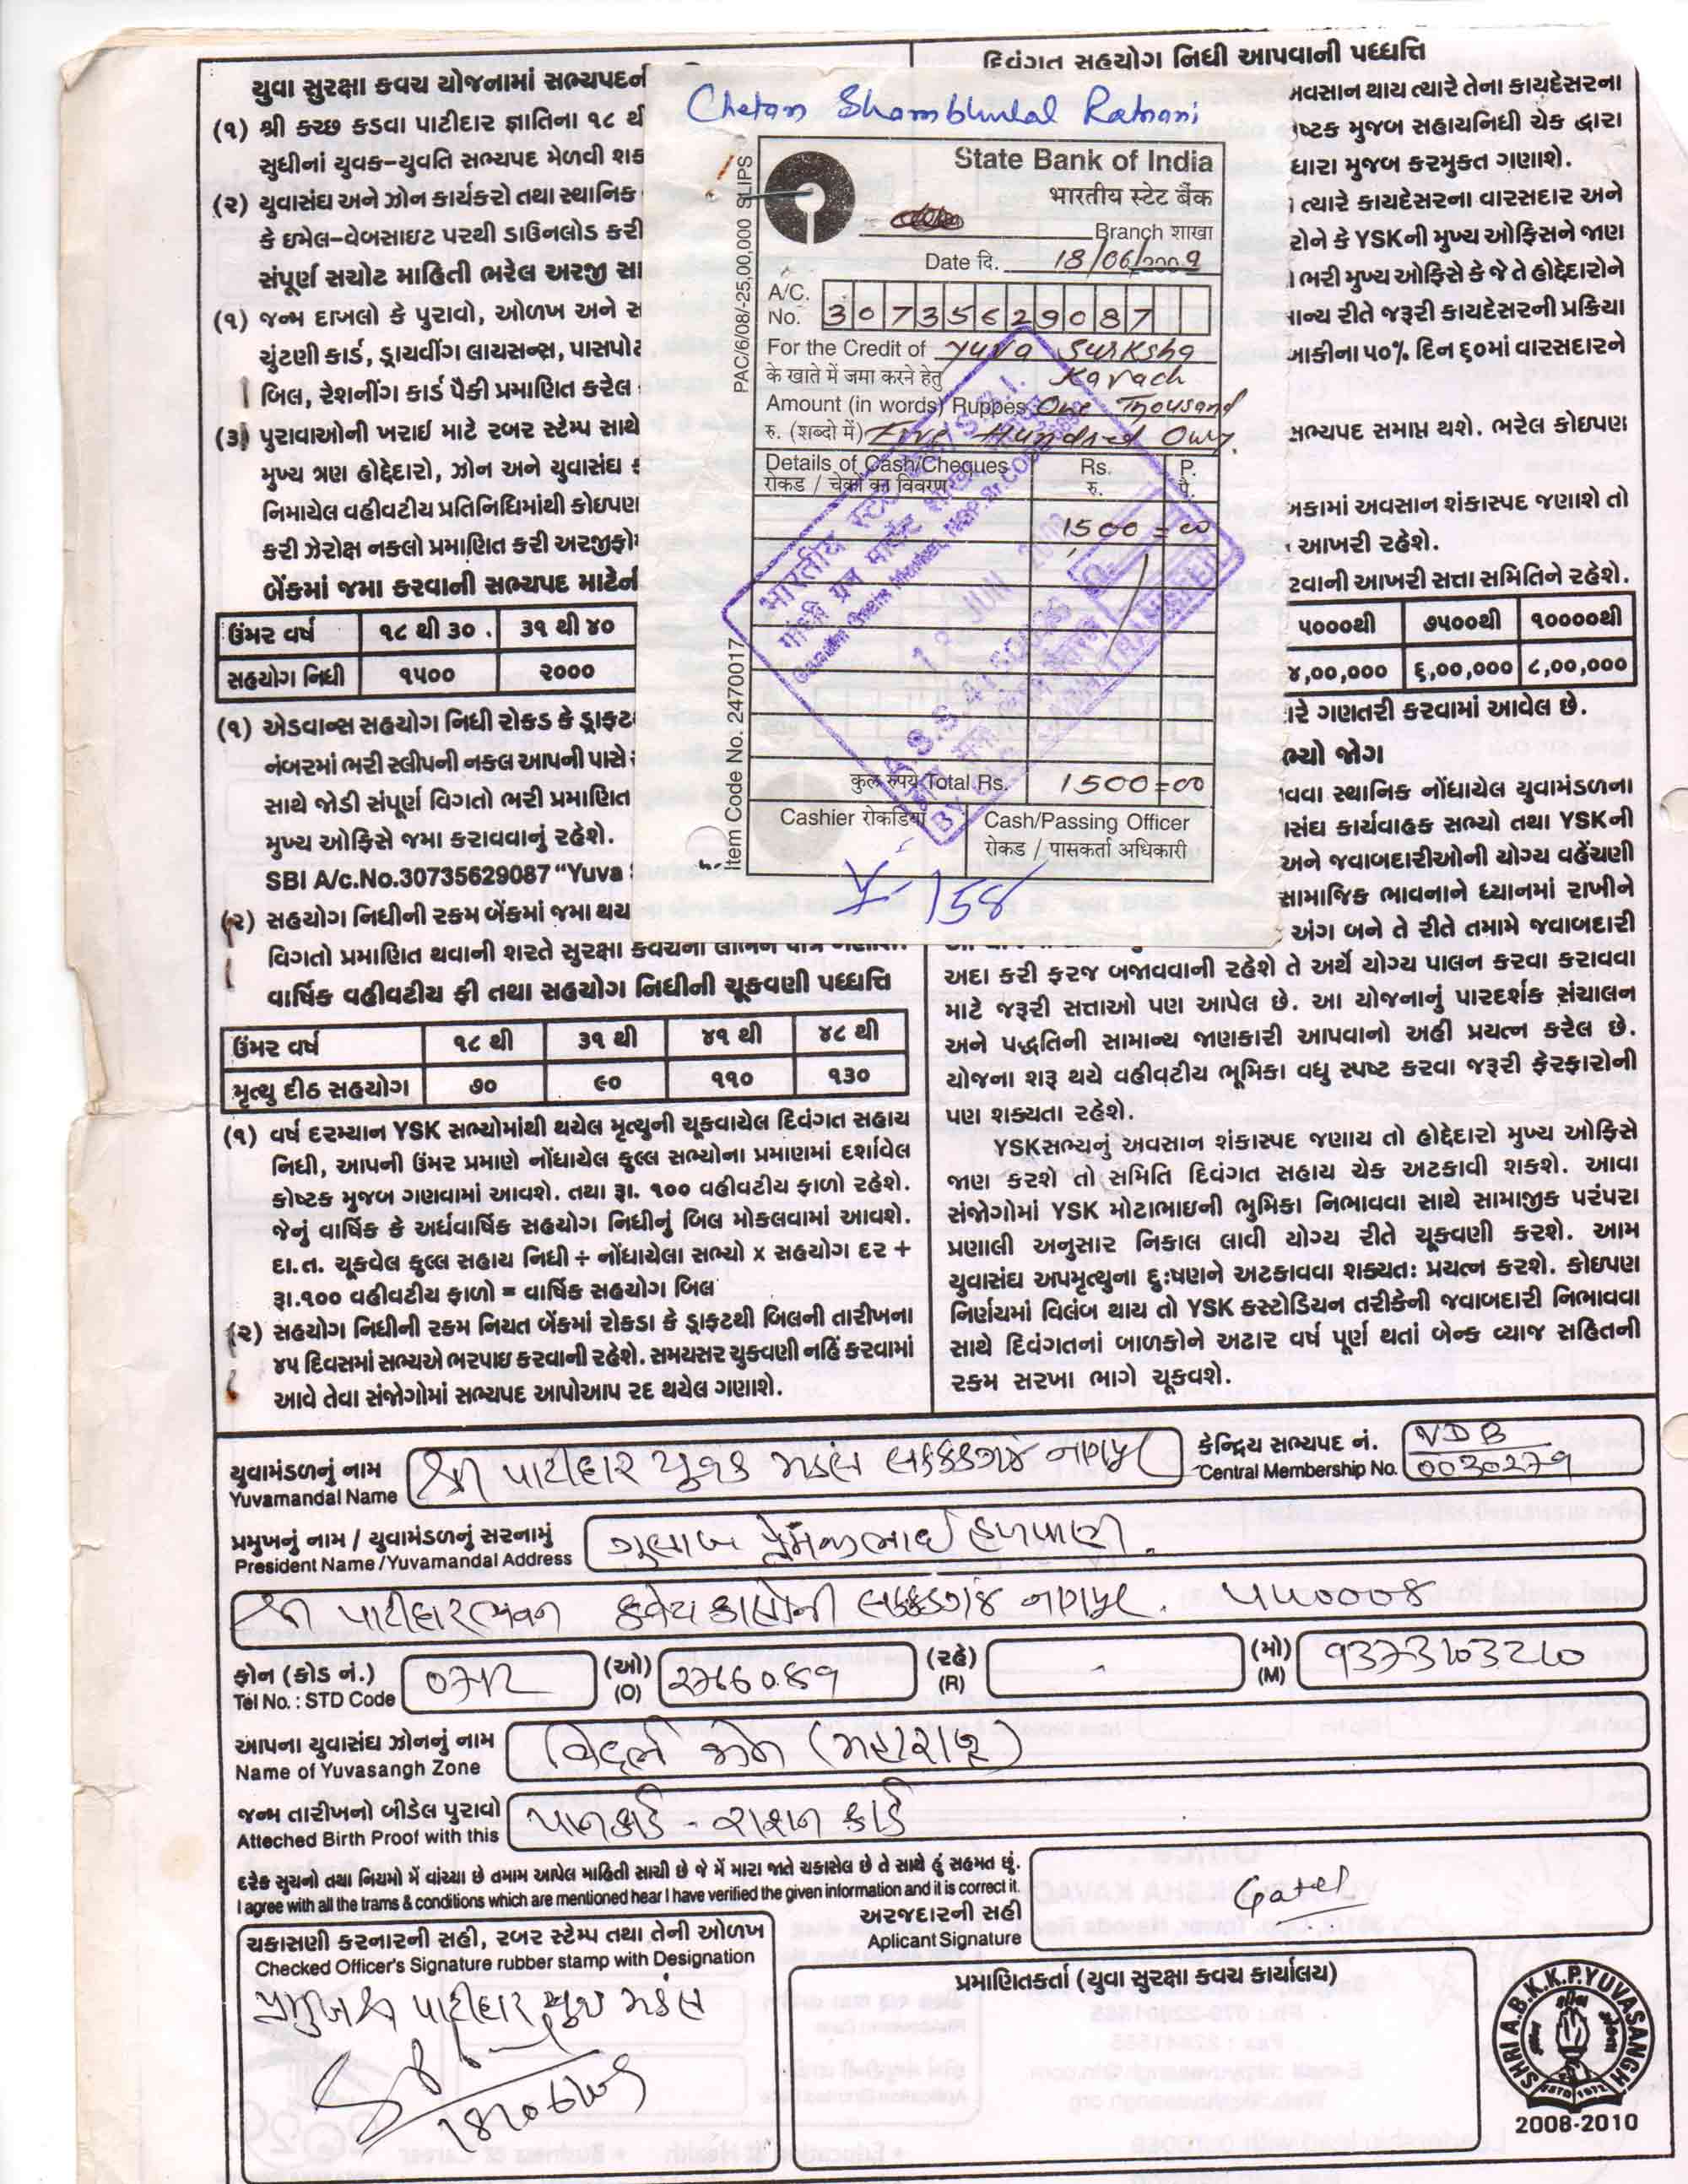 યુવા સુરક્ષા કવચ યોજનામાં સભ્યપદની
(૧) શ્રી કચ્છ કડવા પાટીદાર જ્ઞાતિના ૧૮ થી
સુધીનાં યુવક-યુવતિ સભ્યપદ મેળવી શક
(૨) યુવાસંઘ અને ઝોન કાર્યકરો તથા સ્થાનિક
કે ઇમેલ-વેબસાઇટ પરથી ડાઉનલોડ કરી
સંપૂર્ણ સચોટ માહિતી ભરેલ અરજી સા
(૧) જન્મ દાખલો કે પુરાવો, ઓળખ અને સ
ચુંટણી કાર્ડ, ડ્રાયવીંગ લાયસન્સ, પાસપોટ
બિલ, રેશનીંગ કાર્ડ પૈકી પ્રમાણિત કરેલ
(૩) પુરાવાઓની ખરાઇ માટે રબર સ્ટેમ્પ સાથે
મુખ્ય ત્રણ હોદ્દેદારો, ઝોન અને યુવાસંઘ
નિમાયેલ વહીવટીય પ્રતિનિધિમાંથી કોઇપણ
કરી ઝેરોક્ષ નકલો પ્રમાણિત કરી અરજીફો
બેંકમાં જમા કરવાની સભ્યપદ માટેની
ઉંમર વર્ષ ૧૮ થી ૩૦ ૩૧ થી ૪૦
સહયોગ નિધી ૧૫૦૦ ૨૦૦૦
(૧) એડવાન્સ સહયોગ નિધી રોકડ કે ડ્રાફટ
નંબરમાં ભરી સ્લીપની નકલ આપની પાસે
સાથે જોડી સંપૂર્ણ વિગતો ભરી પ્રમાણિત
મુખ્ય ઓફિસે જમા કરાવવાનું રહેશે.
SBI A/c.No.30735629087 "Yuva
(૨) સહયોગ નિધીની રકમ બેંકમાં જમા થય
વિગતો પ્રમાણિત થવાની શરતે સુરક્ષા કવચના
વાર્ષિક વહીવટીય ફી તથા સહયોગ નિધીની ચૂકવણી પધ્ધત્તિ
ઉંમર વર્ષ ૧૮ થી ૩૧ થી ૪૧ થી ૪૮ થી
મૃત્યુ દીઠ સહયોગ ૭૦ ૯૦ ૧૧૦ ૧૩૦
(૧) વર્ષ દરમ્યાન YSK સભ્યોમાંથી થયેલ મૃત્યુની ચૂકવાયેલ દિવંગત સહાય
નિધી, આપની ઉંમર પ્રમાણે નોંધાયેલ કુલ્લ સભ્યોના પ્રમાણમાં દર્શાવેલ
કોષ્ટક મુજબ ગણવામાં આવશે. તથા રૂા. ૧૦૦ વહીવટીય ફાળો રહેશે.
જેનું વાર્ષિક કે અર્ધવાર્ષિક સહયોગ નિધીનું બિલ મોકલવામાં આવશે.
દા.ત. ચૂકવેલ કુલ્લ સહાય નિધી ÷ નોંધાયેલા સભ્યો x સહયોગ દર +
રૂા.૧૦૦ વહીવટીય ફાળો = વાર્ષિક સહયોગ બિલ
(૨) સહયોગ નિધીની રકમ નિયત બેંકમાં રોકડા કે ડ્રાફટથી બિલની તારીખના
૪૫ દિવસમાં સભ્યએ ભરપાઇ કરવાની રહેશે. સમયસર ચુકવણી નહિં કરવામાં
આવે તેવા સંજોગોમાં સભ્યપદ આપોઆપ રદ થયેલ ગણાશે.
Chetan Shambhulal Ratnani
PAC/6/08/-25,00,000 SLIPS
Item Code No. 2470017
State Bank of India
भारतीय स्टेट बैंक
Branch शाखा
Date दि. 18/06/2009
A/C. No. 30735629087
For the Credit of Yuva Surksha
के खाते में जमा करने हेतु Kavach
Amount (in words) Ruppes One Thousand
रु. (शब्दो में) Five Hundred Only.
Details of Cash/Cheques Rs. P.
रोकड / चेकों का विवरण रु. पै.
1500=00
कुल रुपये Total Rs. 1500=00
Cashier रोकडिया Cash/Passing Officer
रोकड / पासकर्ता अधिकारी
Y-158
દિવંગત સહયોગ નિધી આપવાની પધ્ધત્તિ
અવસાન થાય ત્યારે તેના કાયદેસરના
ષ્ટક મુજબ સહાયનિધી ચેક દ્વારા
ધારા મુજબ કરમુક્ત ગણાશે.
ત્યારે કાયદેસરના વારસદાર અને
રોને કે YSKની મુખ્ય ઓફિસને જાણ
ભરી મુખ્ય ઓફિસે કે જે તે હોદ્દેદારોને
ાન્ય રીતે જરૂરી કાયદેસરની પ્રક્રિયા
બાકીના ૫૦% દિન ૬૦માં વારસદારને
સભ્યપદ સમાપ્ત થશે. ભરેલ કોઇપણ
અવસાન શંકાસ્પદ જણાશે તો
આખરી રહેશે.
રવાની આખરી સત્તા સમિતિને રહેશે.
૫૦૦૦થી ૭૫૦૦થી ૧૦૦૦૦થી
૪,૦૦,૦૦૦ ૬,૦૦,૦૦૦ ૮,૦૦,૦૦૦
રે ગણતરી કરવામાં આવેલ છે.
ભ્યો જોગ
વવા સ્થાનિક નોંધાયેલ યુવામંડળના
સંઘ કાર્યવાહક સભ્યો તથા YSKની
અને જવાબદારીઓની યોગ્ય વહેંચણી
સામાજિક ભાવનાને ધ્યાનમાં રાખીને
અંગ બને તે રીતે તમામે જવાબદારી
અદા કરી ફરજ બજાવવાની રહેશે તે અર્થે યોગ્ય પાલન કરવા કરાવવા
માટે જરૂરી સત્તાઓ પણ આપેલ છે. આ યોજનાનું પારદર્શક સંચાલન
અને પદ્ધતિની સામાન્ય જાણકારી આપવાનો અહી પ્રયત્ન કરેલ છે.
યોજના શરૂ થયે વહીવટીય ભૂમિકા વધુ સ્પષ્ટ કરવા જરૂરી ફેરફારોની
પણ શક્યતા રહેશે.
YSKસભ્યનું અવસાન શંકાસ્પદ જણાય તો હોદ્દેદારો મુખ્ય ઓફિસે
જાણ કરશે તો સમિતિ દિવંગત સહાય ચેક અટકાવી શકશે. આવા
સંજોગોમાં YSK મોટાભાઇની ભુમિકા નિભાવવા સાથે સામાજીક પરંપરા
પ્રણાલી અનુસાર નિકાલ લાવી યોગ્ય રીતે ચૂકવણી કરશે. આમ
યુવાસંઘ અપમૃત્યુના દુઃષણને અટકાવવા શક્યતઃ પ્રયત્ન કરશે. કોઇપણ
નિર્ણયમાં વિલંબ થાય તો YSK કસ્ટોડિયન તરીકેની જવાબદારી નિભાવવા
સાથે દિવંગતનાં બાળકોને અઢાર વર્ષ પૂર્ણ થતાં બેન્ક વ્યાજ સહિતની
રકમ સરખા ભાગે ચૂકવશે.
યુવામંડળનું નામ શ્રી પાટીદાર યુવક મંડલ લકકડગંજ નાગપુર
Yuvamandal Name
કેન્દ્રિય સભ્યપદ નં. VDB
Central Membership No. 0030279
પ્રમુખનું નામ / યુવામંડળનું સરનામું ગુલાબ પ્રેમજીભાઈ
President Name /Yuvamandal Address
શ્રી પાટીદાર ભવન ક્વેટા કાલોની લકકડગંજ નાગપુર. ૪૪૦૦૦૮
ફોન (કોડ નં.) 0712 (ઓ) ૨૭૬૬૦૪૧ (રહે) - (મો) ૧૩૭૩૧૦૩૨૮૦
Tel No. : STD Code (O) (R) (M)
આપના યુવાસંઘ ઝોનનું નામ વિદર્ભ ઝોન (મહારાષ્ટ્ર)
Name of Yuvasangh Zone
જન્મ તારીખનો બીડેલ પુરાવો પાનકાર્ડ - રાશન કાર્ડ
Atteched Birth Proof with this
દરેક સુચનો તથા નિયમો મેં વાંચ્યા છે તમામ આપેલ માહિતી સાચી છે જે મેં મારા જાતે ચકાસેલ છે તે સાથે હું સહમત છું.
I agree with all the trams & conditions which are mentioned hear I have verified the given information and it is correct it.
અરજદારની સહી
Aplicant Signature
ચકાસણી કરનારની સહી, રબર સ્ટેમ્પ તથા તેની ઓળખ
Checked Officer's Signature rubber stamp with Designation
પ્રમુખ શ્રી પાટીદાર યુવા મંડલ
પ્રમાણિતકર્તા (યુવા સુરક્ષા કવચ કાર્યાલય)
SHRI A.B.K.K.P.YUVASANGH
2008-2010